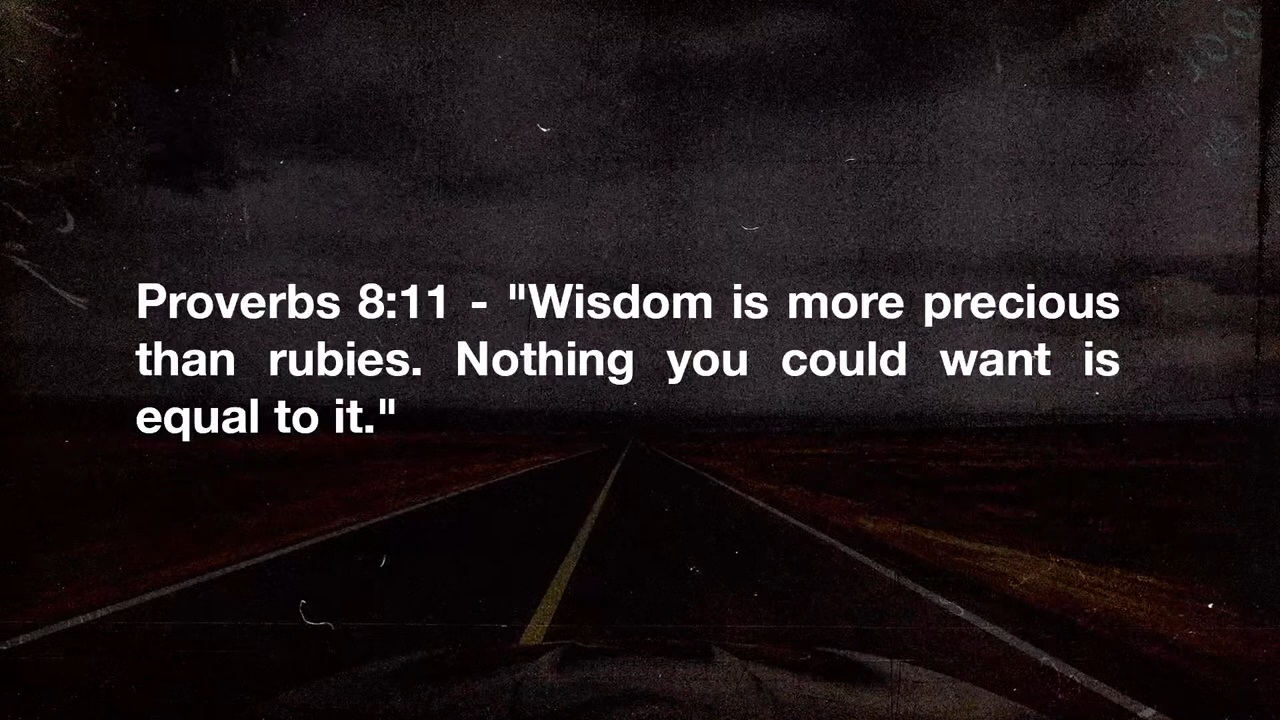 Proverbs 8:11 - "Wisdom is more precious
than rubies. Nothing you could want is
equal to it."